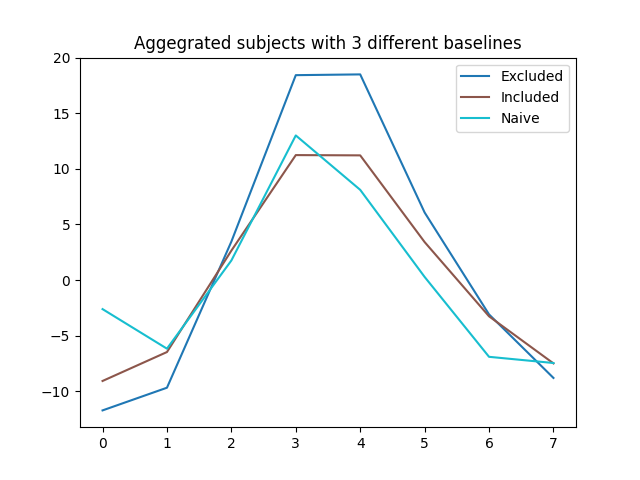 Aggegrated subjects with 3 different baselines
20
15
10
5
0
−5
−10
Excluded
Included
Naive
0 1 2 3 4 5 6 7